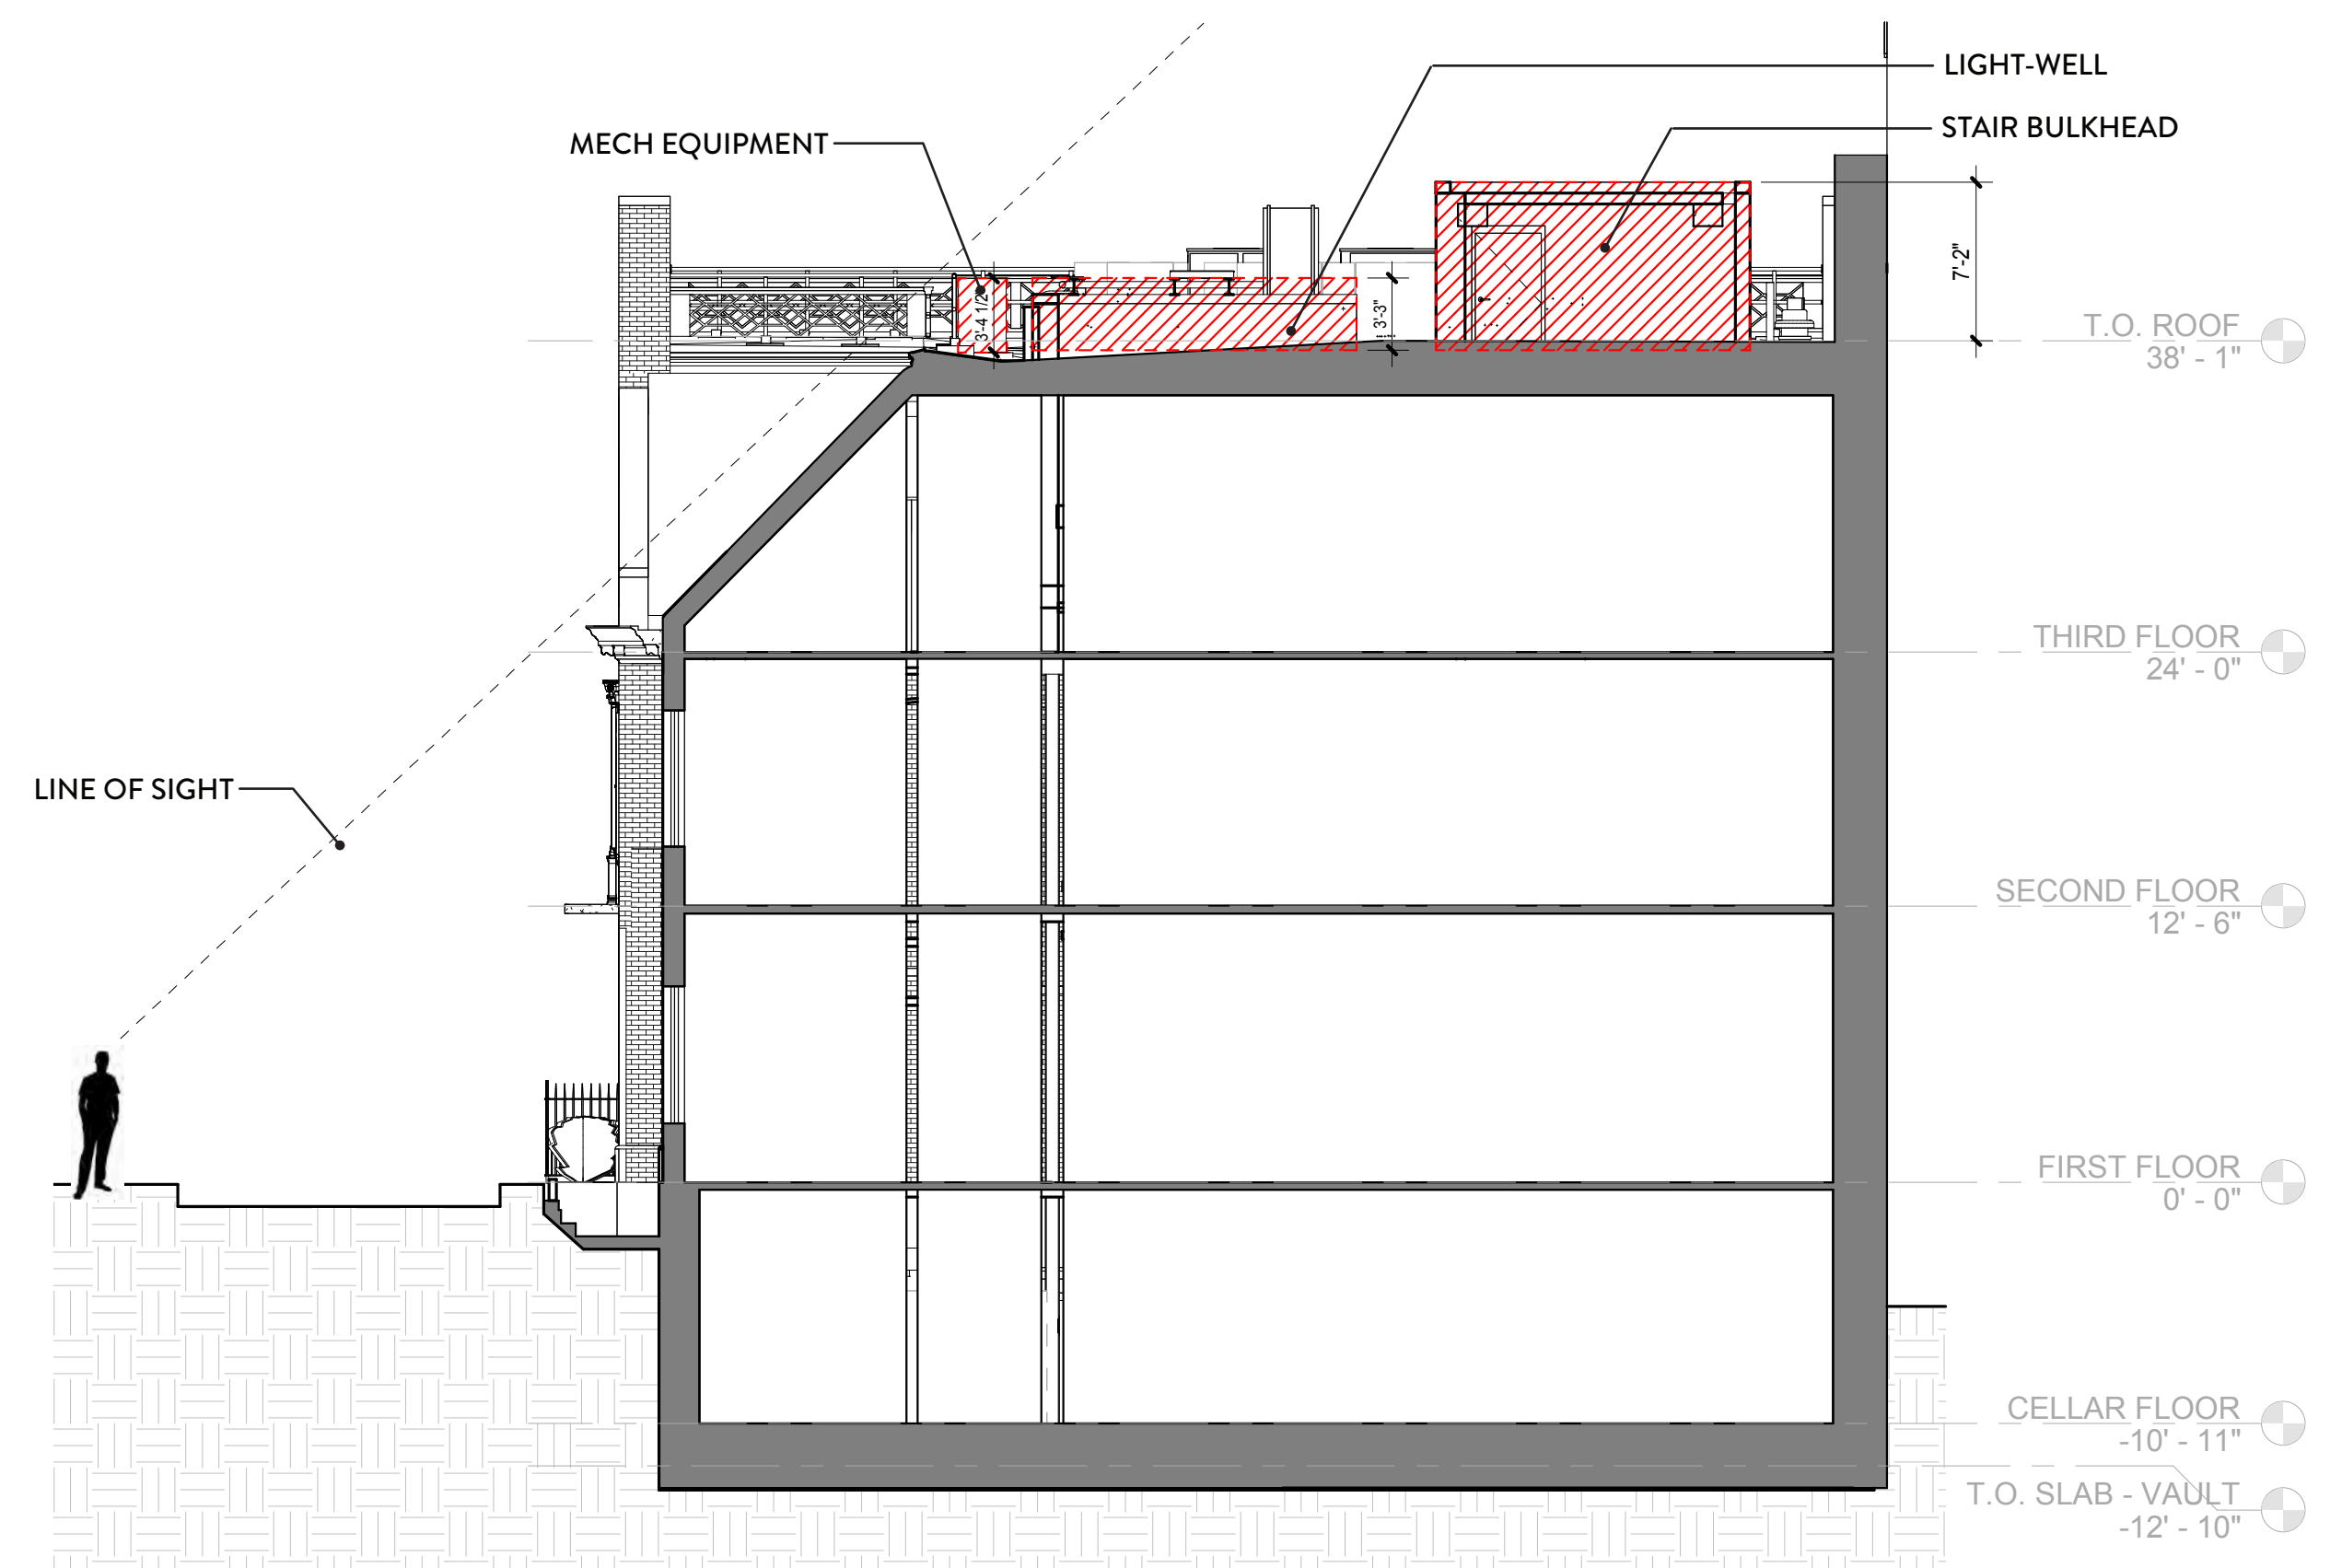 LIGHT-WELL
STAIR BULKHEAD
MECH EQUIPMENT
7'-2"
3'-4 1/2"
3'-3"
T.O. ROOF
38' - 1"
THIRD FLOOR
24' - 0"
LINE OF SIGHT
SECOND FLOOR
12' - 6"
FIRST FLOOR
0' - 0"
CELLAR FLOOR
-10' - 11"
T.O. SLAB - VAULT
-12' - 10"